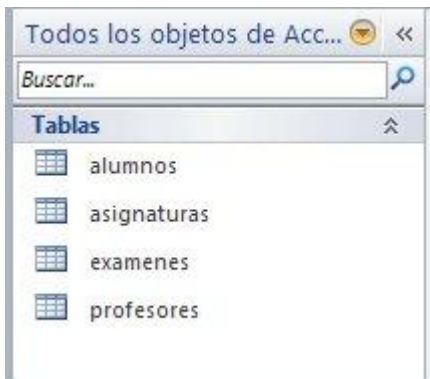 Todos los objetos de Acc...
Buscar...
Tablas
alumnos
asignaturas
examenes
profesores